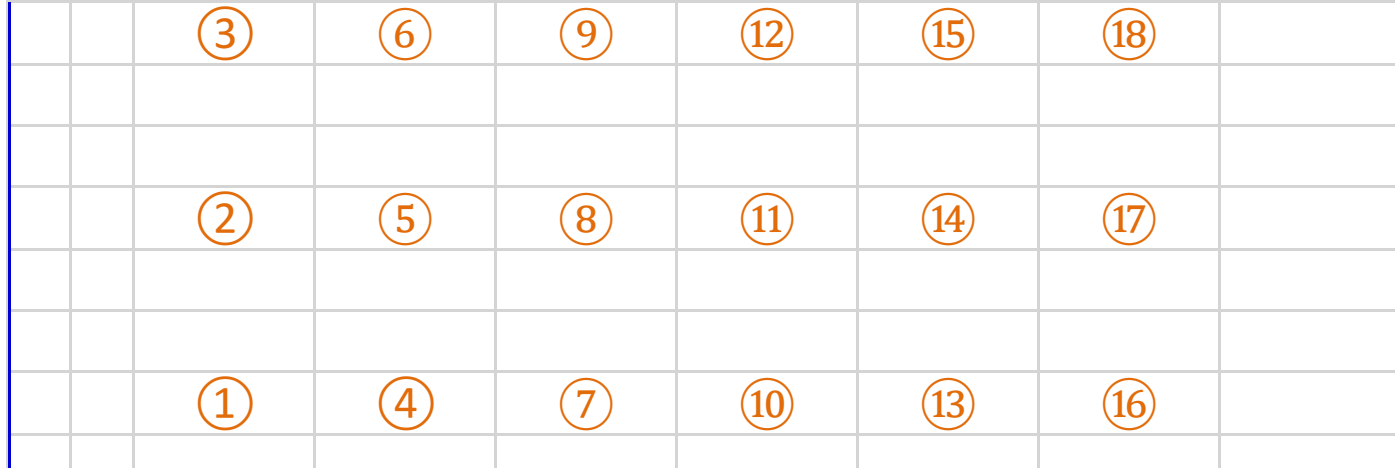 ③ ⑥ ⑨ ⑫ ⑮ ⑱
② ⑤ ⑧ ⑪ ⑭ ⑰
① ④ ⑦ ⑩ ⑬ ⑯